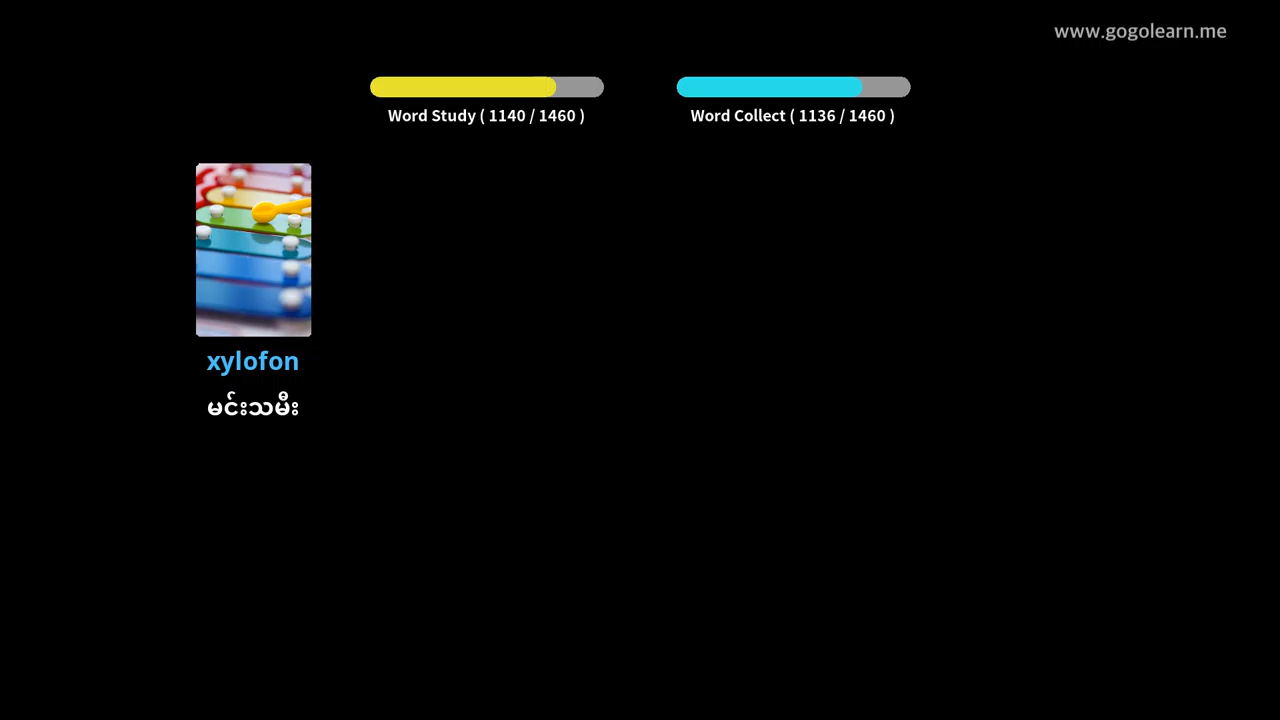 www.gogolearn.me
Word Study ( 1140 / 1460 )
Word Collect ( 1136 / 1460 )
xylofon
မင်းသမီး